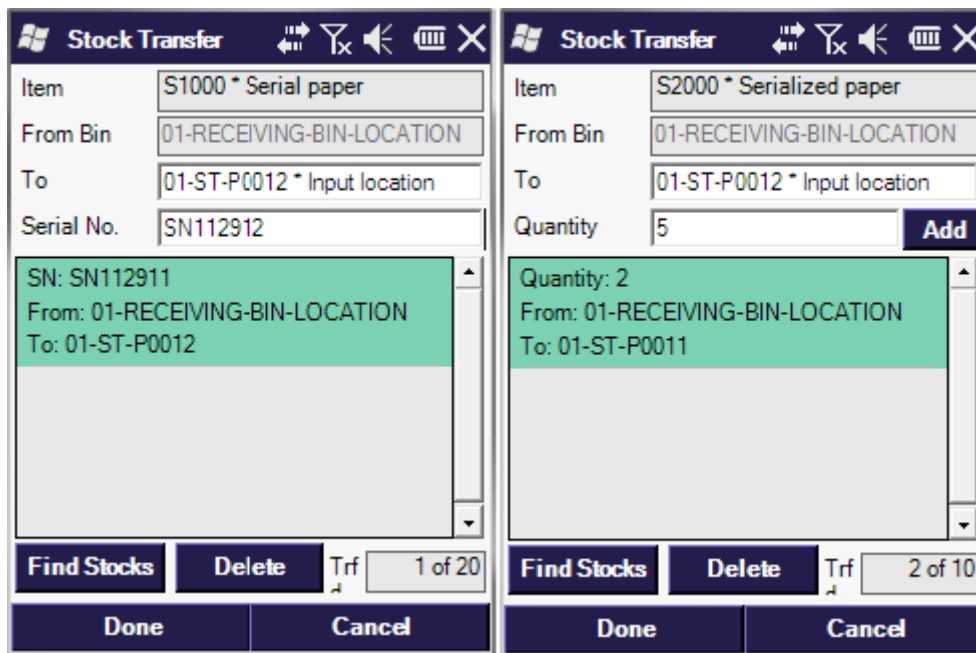 Stock Transfer
Item S1000 * Serial paper
From Bin 01-RECEIVING-BIN-LOCATION
To 01-ST-P0012 * Input location
Serial No. SN112912
SN: SN112911
From: 01-RECEIVING-BIN-LOCATION
To: 01-ST-P0012
Find Stocks Delete Trf d 1 of 20
Done Cancel
Stock Transfer
Item S2000 * Serialized paper
From Bin 01-RECEIVING-BIN-LOCATION
To 01-ST-P0012 * Input location
Quantity 5 Add
Quantity: 2
From: 01-RECEIVING-BIN-LOCATION
To: 01-ST-P0011
Find Stocks Delete Trf d 2 of 10
Done Cancel